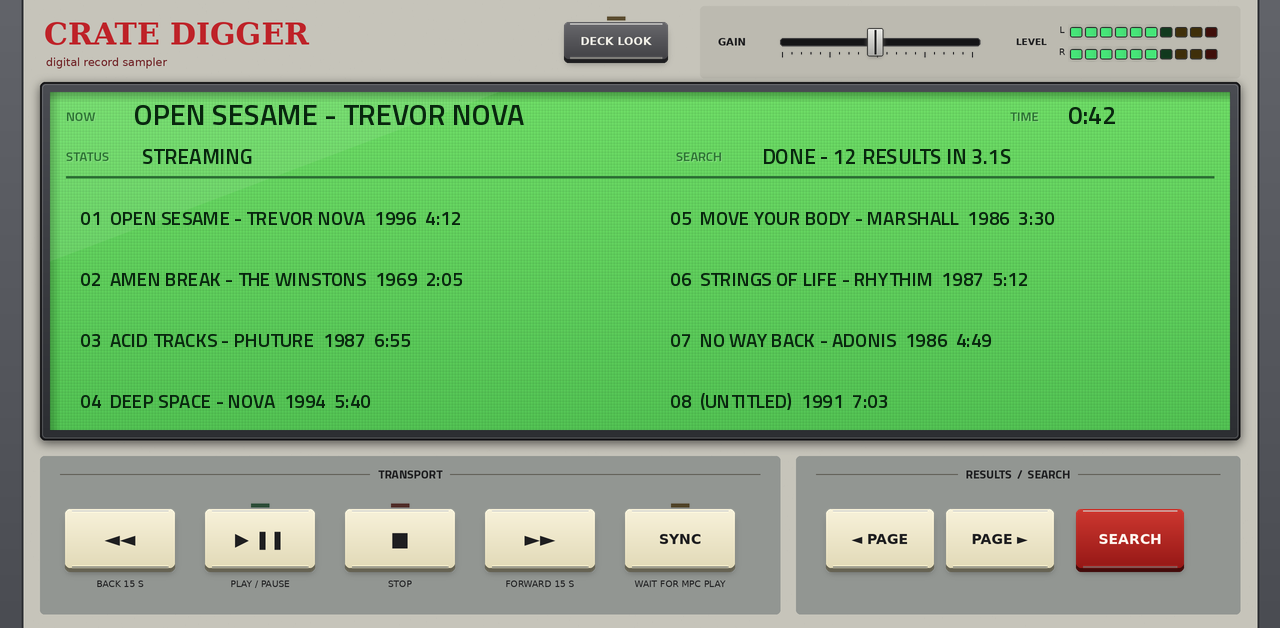 CRATE DIGGER
digital record sampler
DECK LOOK
GAIN
LEVEL
L
R
NOW OPEN SESAME - TREVOR NOVA
TIME 0:42
STATUS STREAMING
SEARCH DONE - 12 RESULTS IN 3.1S
01 OPEN SESAME - TREVOR NOVA 1996 4:12
02 AMEN BREAK - THE WINSTONS 1969 2:05
03 ACID TRACKS - PHUTURE 1987 6:55
04 DEEP SPACE - NOVA 1994 5:40
05 MOVE YOUR BODY - MARSHALL 1986 3:30
06 STRINGS OF LIFE - RHYTHIM 1987 5:12
07 NO WAY BACK - ADONIS 1986 4:49
08 (UNTITLED) 1991 7:03
TRANSPORT
◄◄
► ❚❚
■
►►
SYNC
BACK 15 S
PLAY / PAUSE
STOP
FORWARD 15 S
WAIT FOR MPC PLAY
RESULTS / SEARCH
◄ PAGE
PAGE ►
SEARCH